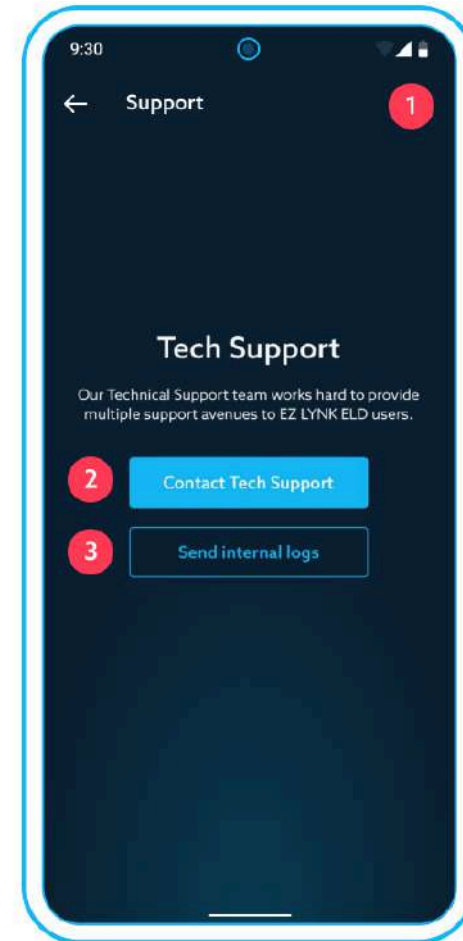 9:30
Support
1
Tech Support
Our Technical Support team works hard to provide
multiple support avenues to EZ LYNK ELD users.
2
Contact Tech Support
3
Send internal logs